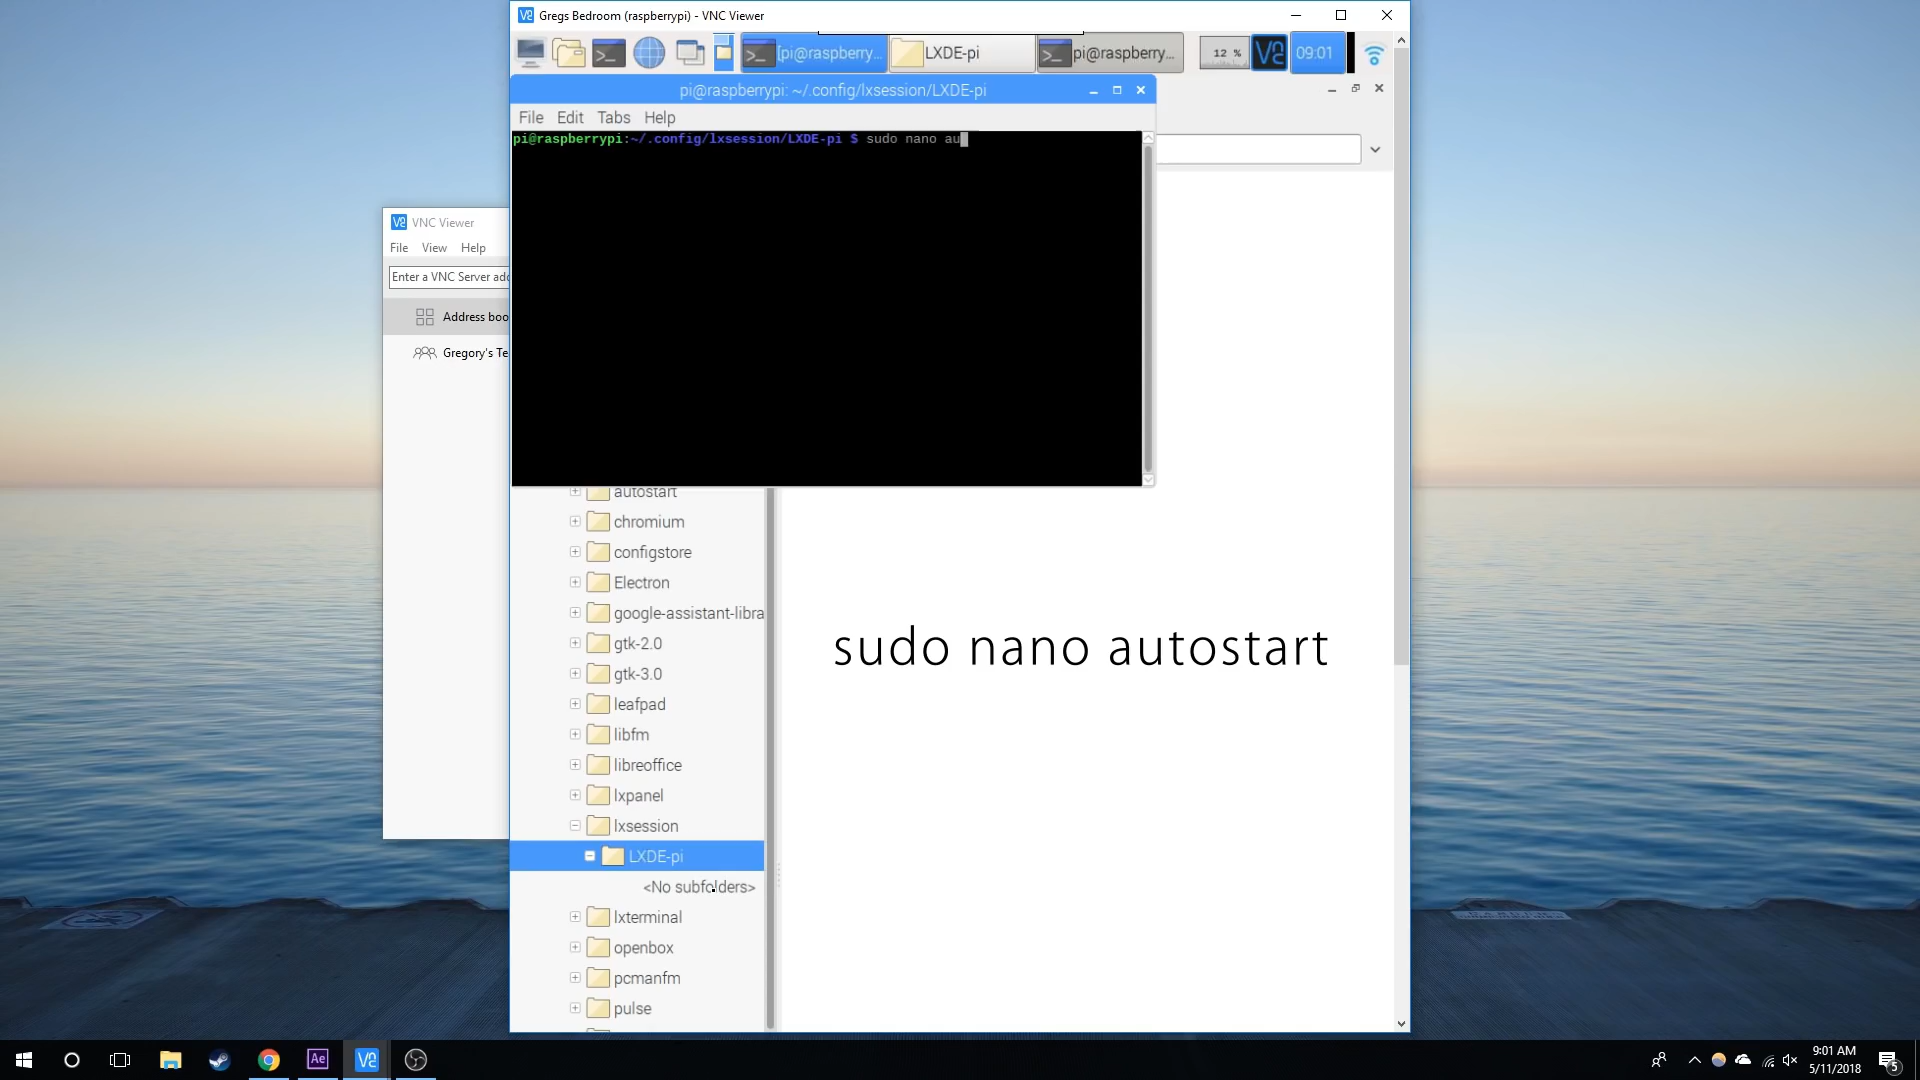 Gregs Bedroom (raspberrypi) - VNC Viewer
[pi@raspberry...
LXDE-pi
pi@raspberry...
12 %
09:01
pi@raspberrypi: ~/.config/lxsession/LXDE-pi
File Edit Tabs Help
pi@raspberrypi:~/.config/lxsession/LXDE-pi $ sudo nano au
VNC Viewer
File View Help
Enter a VNC Server add
Address boo
Gregory's Te
autostart
chromium
configstore
Electron
google-assistant-libra
gtk-2.0
gtk-3.0
leafpad
libfm
libreoffice
lxpanel
lxsession
LXDE-pi
<No subfolders>
lxterminal
openbox
pcmanfm
pulse
sudo nano autostart
Ae
9:01 AM
5/11/2018
5